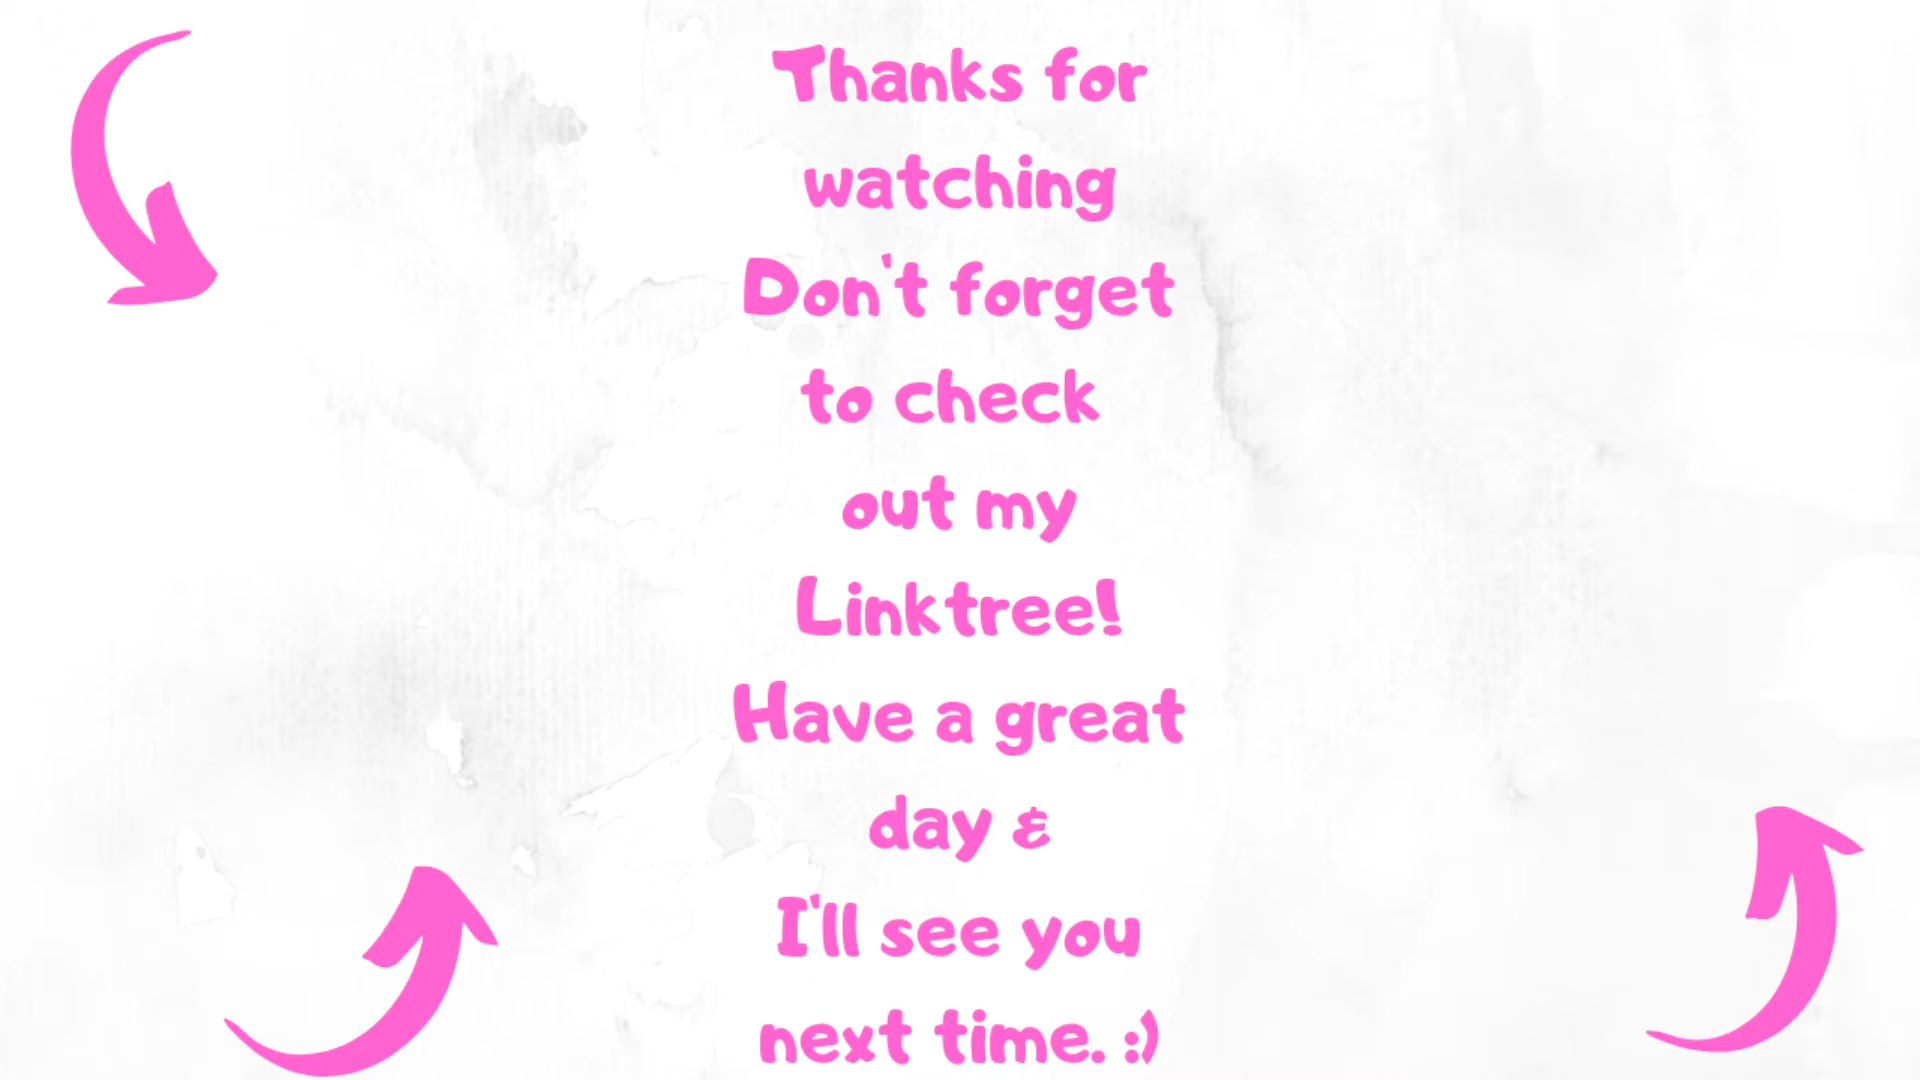 Thanks for
watching
Don't forget
to check
out my
Linktree!
Have a great
day &
I'll see you
next time. :)